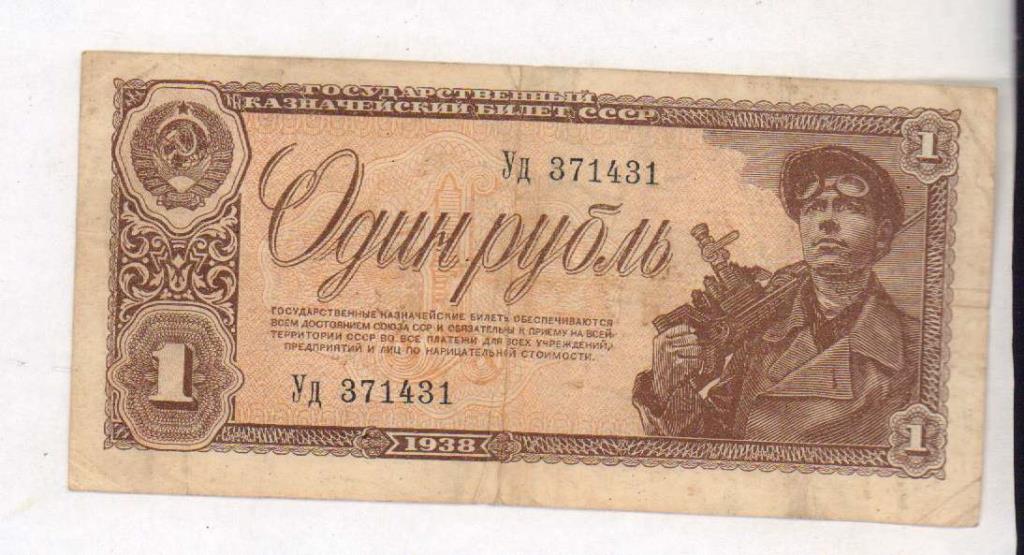 ГОСУДАРСТВЕННЫЙ
КАЗНАЧЕЙСКИЙ БИЛЕТ СССР
1
Уд 371431
Один рубль
ГОСУДАРСТВЕННЫЕ КАЗНАЧЕЙСКИЕ БИЛЕТЫ ОБЕСПЕЧИВАЮТСЯ
ВСЕМ ДОСТОЯНИЕМ СОЮЗА ССР И ОБЯЗАТЕЛЬНЫ К ПРИЕМУ НА ВСЕЙ
ТЕРРИТОРИИ СССР ВО ВСЕ ПЛАТЕЖИ ДЛЯ ВСЕХ УЧРЕЖДЕНИЙ,
ПРЕДПРИЯТИЙ И ЛИЦ ПО НАРИЦАТЕЛЬНОЙ СТОИМОСТИ.
1
Уд 371431
1938
1